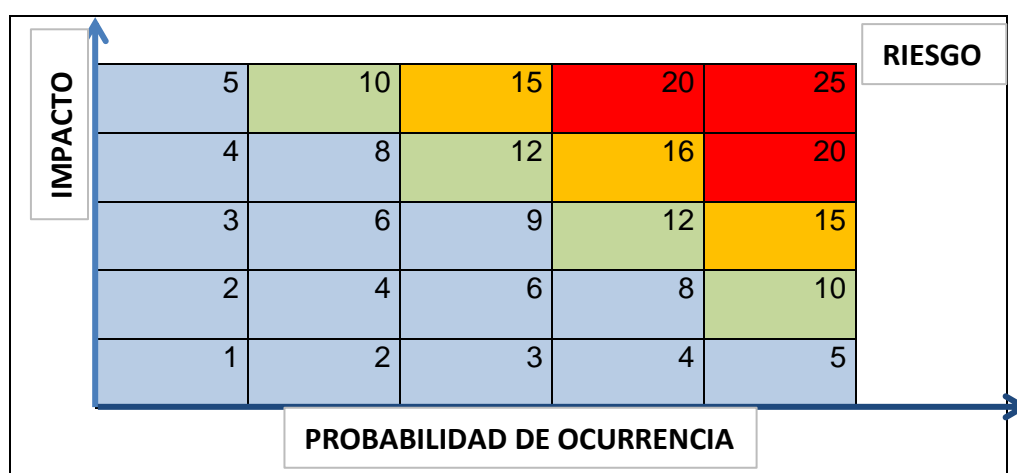 RIESGO
IMPACTO
5 10 15 20 25
4 8 12 16 20
3 6 9 12 15
2 4 6 8 10
1 2 3 4 5
PROBABILIDAD DE OCURRENCIA